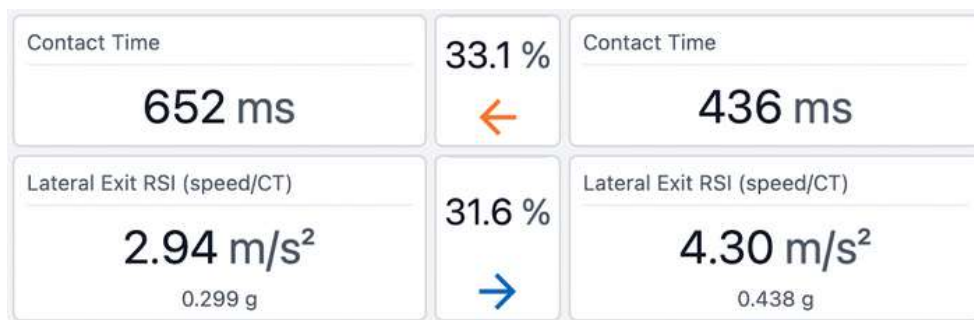 Contact Time
652 ms
33.1 %
←
Contact Time
436 ms
Lateral Exit RSI (speed/CT)
2.94 m/s²
0.299 g
31.6 %
→
Lateral Exit RSI (speed/CT)
4.30 m/s²
0.438 g